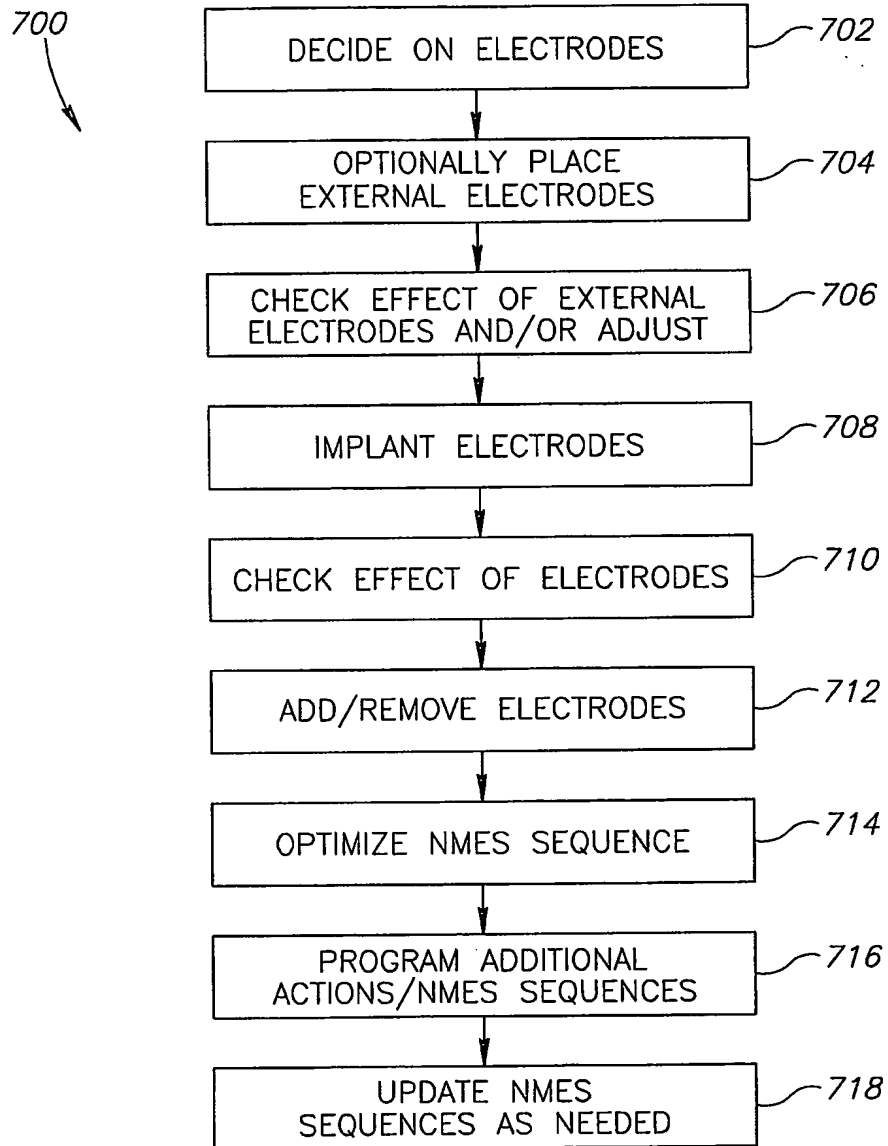 700
DECIDE ON ELECTRODES
702
OPTIONALLY PLACE
EXTERNAL ELECTRODES
704
CHECK EFFECT OF EXTERNAL
ELECTRODES AND/OR ADJUST
706
IMPLANT ELECTRODES
708
CHECK EFFECT OF ELECTRODES
710
ADD/REMOVE ELECTRODES
712
OPTIMIZE NMES SEQUENCE
714
PROGRAM ADDITIONAL
ACTIONS/NMES SEQUENCES
716
UPDATE NMES
SEQUENCES AS NEEDED
718